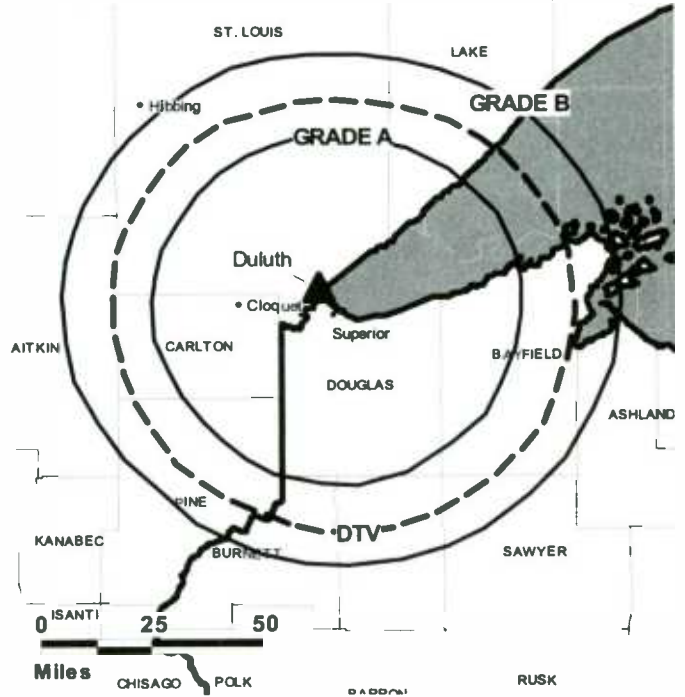 ST. LOUIS
LAKE
GRADE B
Hibbing
GRADE A
Duluth
Cloquet
Superior
AITKIN
CARLTON
BAYFIELD
DOUGLAS
ASHLAND
PINE
DTV
KANABEC
BURNETT
SAWYER
ISANTI
0 25 50
Miles
CHISAGO
POLK
RUSK
BARRON